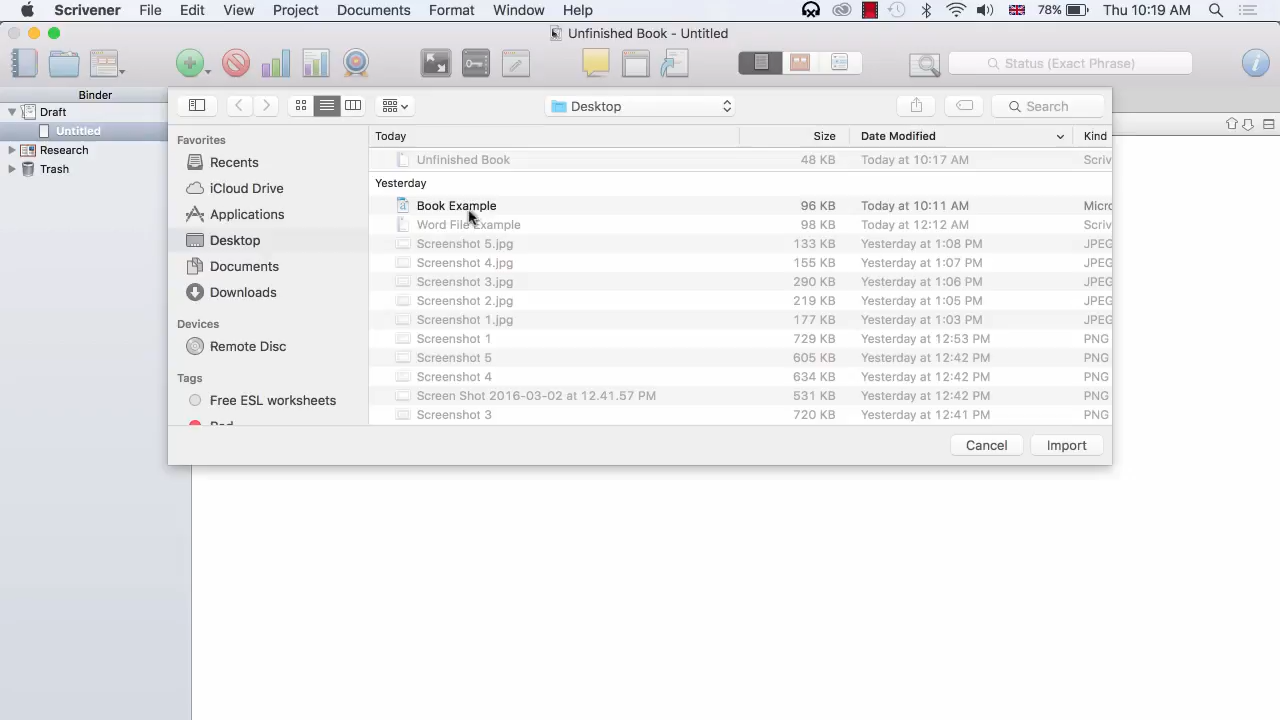 Scrivener File Edit View Project Documents Format Window Help 78% Thu 10:19 AM
Unfinished Book - Untitled
Status (Exact Phrase)
Binder
Draft
Untitled
Research
Trash
Desktop
Search
Favorites
Recents
iCloud Drive
Applications
Desktop
Documents
Downloads
Devices
Remote Disc
Tags
Free ESL worksheets
Today Size Date Modified Kind
Unfinished Book 48 KB Today at 10:17 AM Scriv
Yesterday
Book Example 96 KB Today at 10:11 AM Micro
Word File Example 98 KB Today at 12:12 AM Scriv
Screenshot 5.jpg 133 KB Yesterday at 1:08 PM JPEG
Screenshot 4.jpg 155 KB Yesterday at 1:07 PM JPEG
Screenshot 3.jpg 290 KB Yesterday at 1:06 PM JPEG
Screenshot 2.jpg 219 KB Yesterday at 1:05 PM JPEG
Screenshot 1.jpg 177 KB Yesterday at 1:03 PM JPEG
Screenshot 1 729 KB Yesterday at 12:53 PM PNG
Screenshot 5 605 KB Yesterday at 12:42 PM PNG
Screenshot 4 634 KB Yesterday at 12:42 PM PNG
Screen Shot 2016-03-02 at 12.41.57 PM 531 KB Yesterday at 12:42 PM PNG
Screenshot 3 720 KB Yesterday at 12:41 PM PNG
Cancel Import